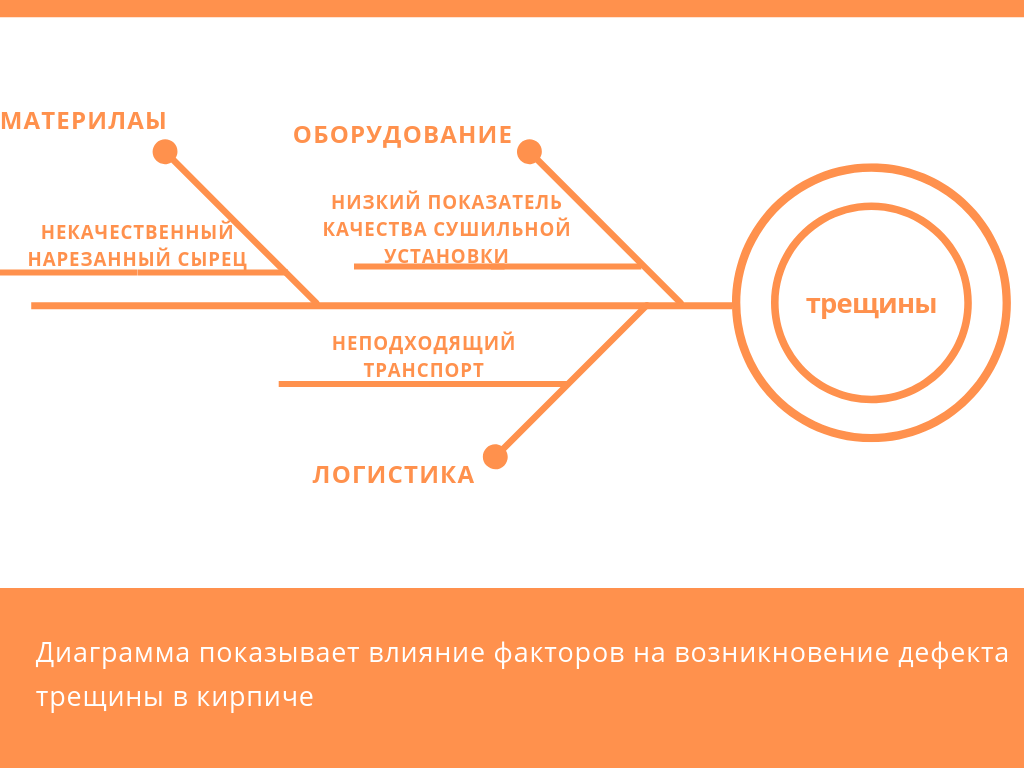 МАТЕРИЛАЫ
ОБОРУДОВАНИЕ
НЕКАЧЕСТВЕННЫЙ
НАРЕЗАННЫЙ СЫРЕЦ
НИЗКИЙ ПОКАЗАТЕЛЬ
КАЧЕСТВА СУШИЛЬНОЙ
УСТАНОВКИ
трещины
НЕПОДХОДЯЩИЙ
ТРАНСПОРТ
ЛОГИСТИКА
Диаграмма показывает влияние факторов на возникновение дефекта
трещины в кирпиче